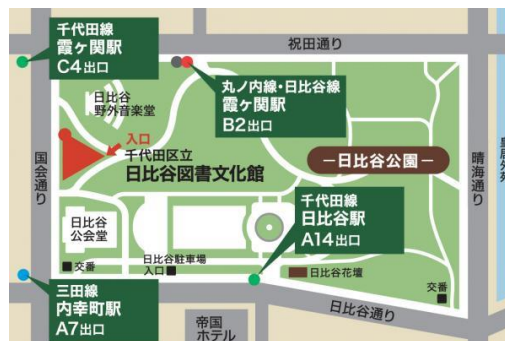 千代田線
霞ヶ関駅
C4出口
祝田通り
日比谷
野外音楽堂
丸ノ内線・日比谷線
霞ヶ関駅
B2出口
入口
千代田区立
日比谷図書文化館
国会通り
ー日比谷公園ー
晴海通り
皇居外苑
日比谷
公会堂
千代田線
日比谷駅
A14出口
交番
日比谷駐車場
入口
日比谷花壇
交番
三田線
内幸町駅
A7出口
日比谷通り
帝国
ホテル